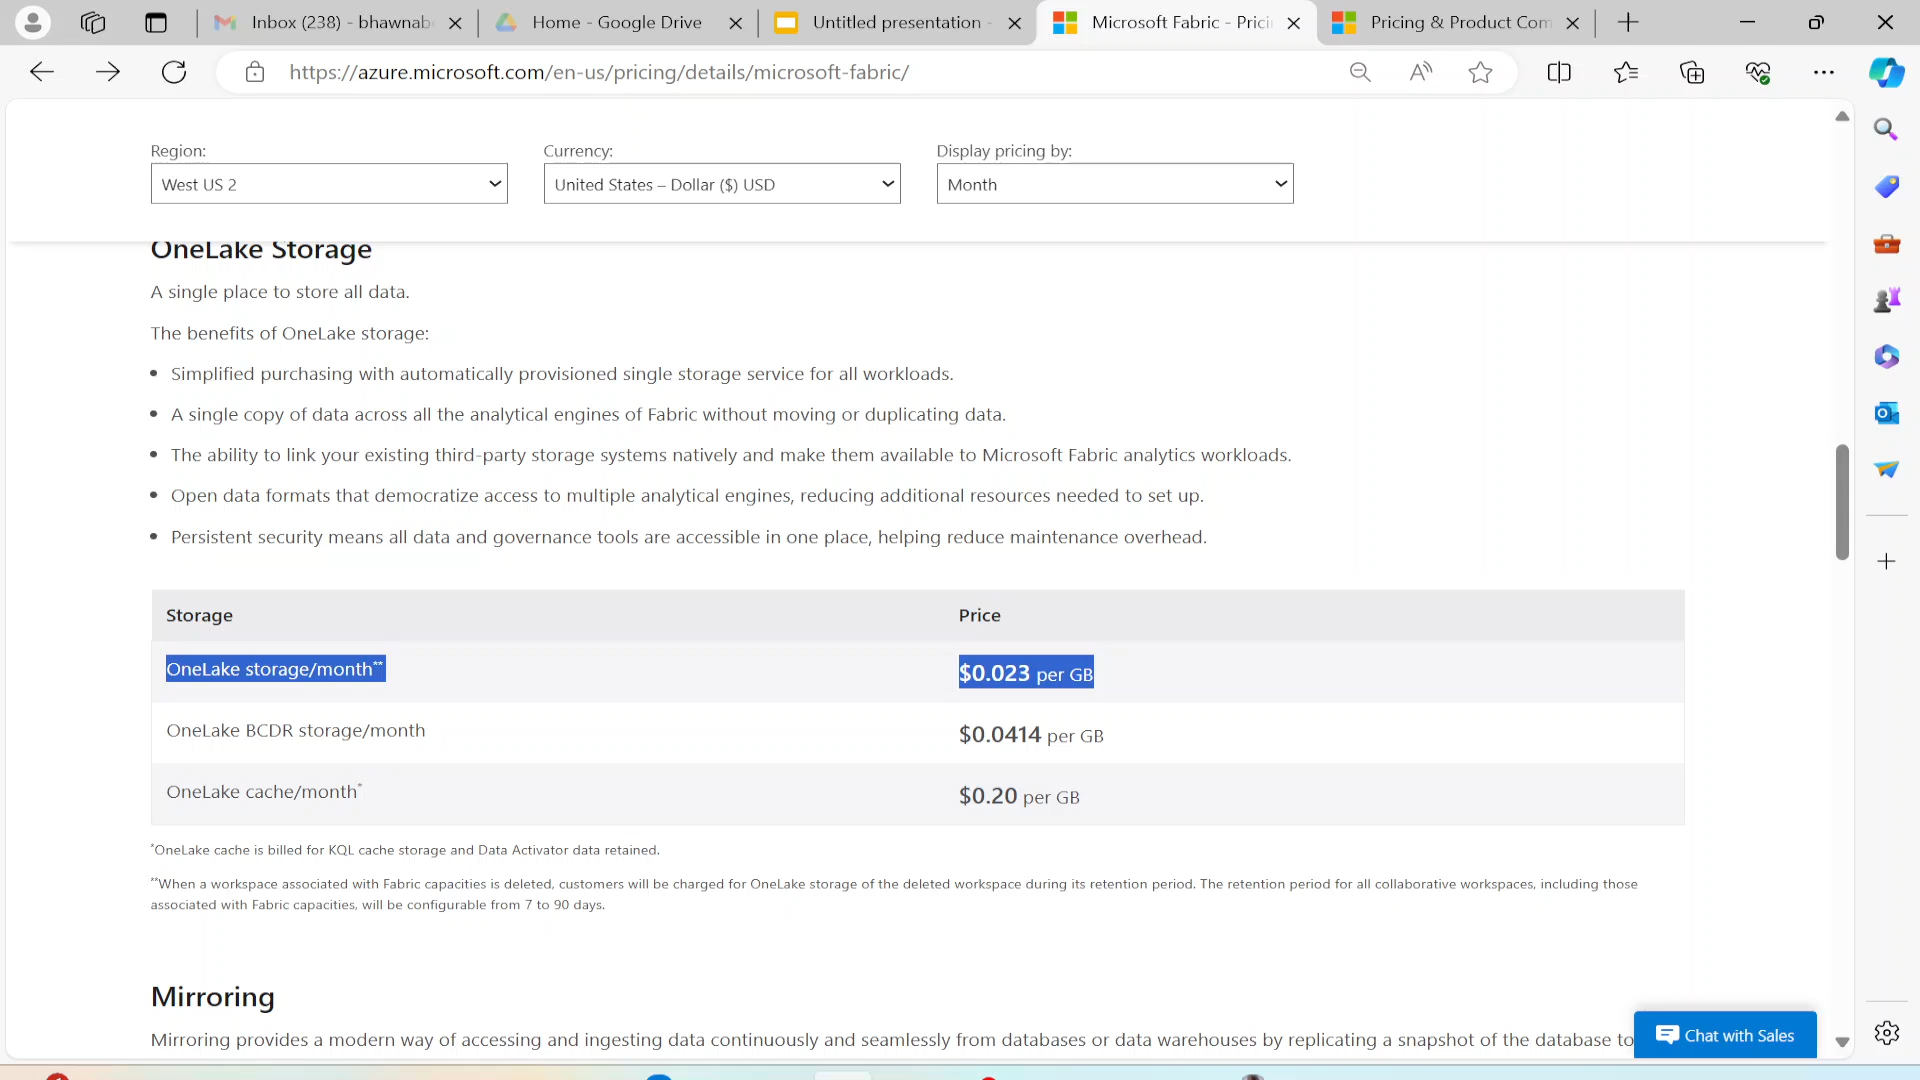 Inbox (238) - bhawnab
Home - Google Drive
Untitled presentation -
Microsoft Fabric - Prici
Pricing & Product Com
https://azure.microsoft.com/en-us/pricing/details/microsoft-fabric/
Region:
Currency:
Display pricing by:
West US 2
United States – Dollar ($) USD
Month
OneLake Storage
A single place to store all data.
The benefits of OneLake storage:
• Simplified purchasing with automatically provisioned single storage service for all workloads.
• A single copy of data across all the analytical engines of Fabric without moving or duplicating data.
• The ability to link your existing third-party storage systems natively and make them available to Microsoft Fabric analytics workloads.
• Open data formats that democratize access to multiple analytical engines, reducing additional resources needed to set up.
• Persistent security means all data and governance tools are accessible in one place, helping reduce maintenance overhead.
Storage Price
OneLake storage/month** $0.023 per GB
OneLake BCDR storage/month $0.0414 per GB
OneLake cache/month* $0.20 per GB
*OneLake cache is billed for KQL cache storage and Data Activator data retained.
**When a workspace associated with Fabric capacities is deleted, customers will be charged for OneLake storage of the deleted workspace during its retention period. The retention period for all collaborative workspaces, including those
associated with Fabric capacities, will be configurable from 7 to 90 days.
Mirroring
Mirroring provides a modern way of accessing and ingesting data continuously and seamlessly from databases or data warehouses by replicating a snapshot of the database to
Chat with Sales